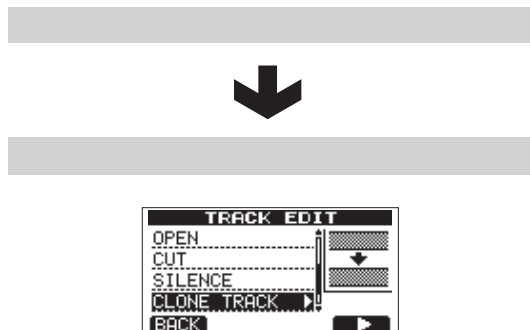 TRACK EDIT
OPEN
CUT
SILENCE
CLONE TRACK
BACK